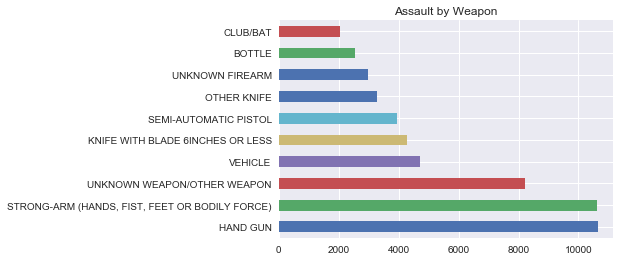 Assault by Weapon
CLUB/BAT
BOTTLE
UNKNOWN FIREARM
OTHER KNIFE
SEMI-AUTOMATIC PISTOL
KNIFE WITH BLADE 6INCHES OR LESS
VEHICLE
UNKNOWN WEAPON/OTHER WEAPON
STRONG-ARM (HANDS, FIST, FEET OR BODILY FORCE)
HAND GUN
0 2000 4000 6000 8000 10000